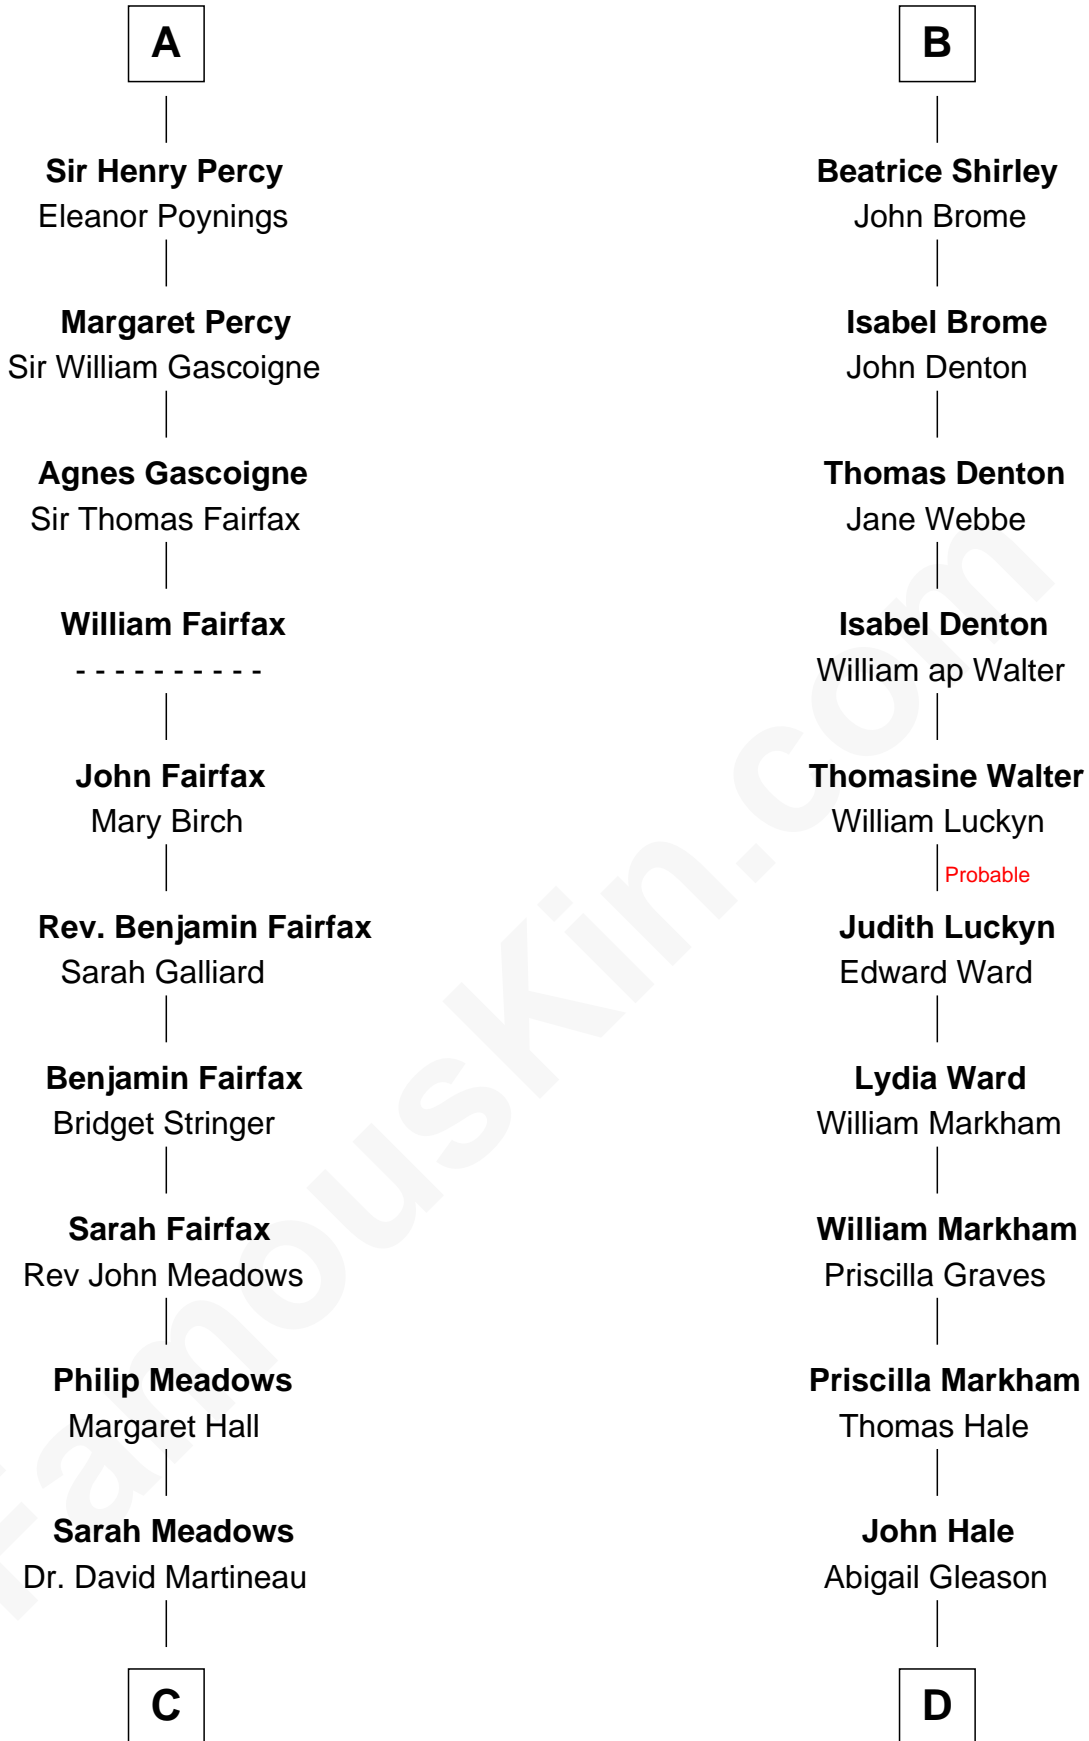 A
Sir Henry Percy
Eleanor Poynings
Margaret Percy
Sir William Gascoigne
Agnes Gascoigne
Sir Thomas Fairfax
William Fairfax
- - - - - - - - - -
John Fairfax
Mary Birch
Rev. Benjamin Fairfax
Sarah Galliard
Benjamin Fairfax
Bridget Stringer
Sarah Fairfax
Rev John Meadows
Philip Meadows
Margaret Hall
Sarah Meadows
Dr. David Martineau
C
B
Beatrice Shirley
John Brome
Isabel Brome
John Denton
Thomas Denton
Jane Webbe
Isabel Denton
William ap Walter
Thomasine Walter
William Luckyn
Probable
Judith Luckyn
Edward Ward
Lydia Ward
William Markham
William Markham
Priscilla Graves
Priscilla Markham
Thomas Hale
John Hale
Abigail Gleason
D
FamousKin.com